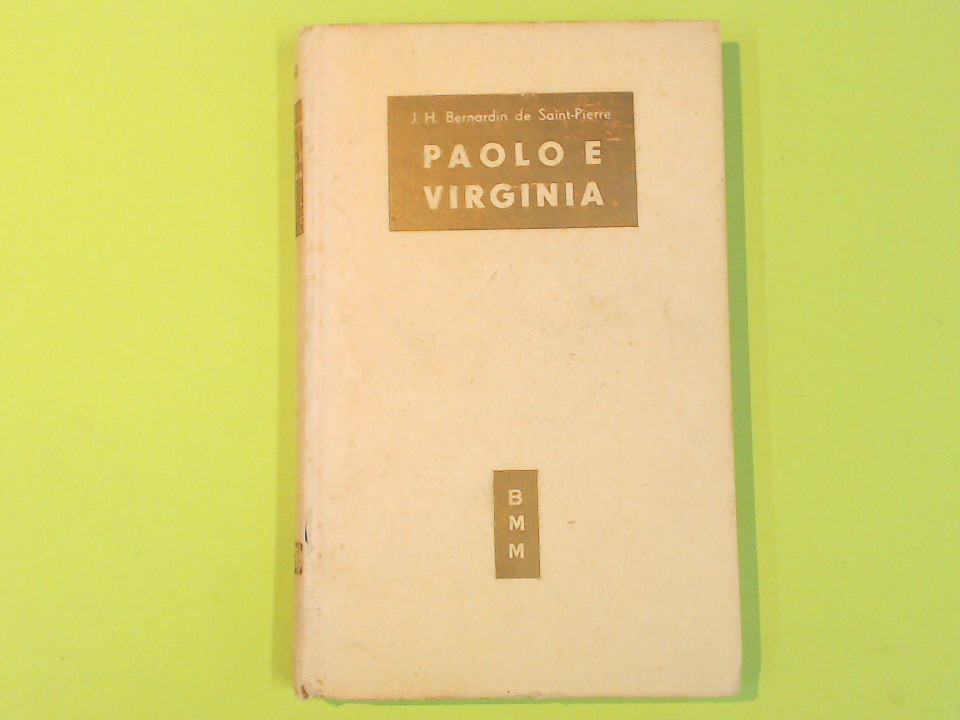 J. H. Bernardin de Saint-Pierre
PAOLO E
VIRGINIA
B
M
M